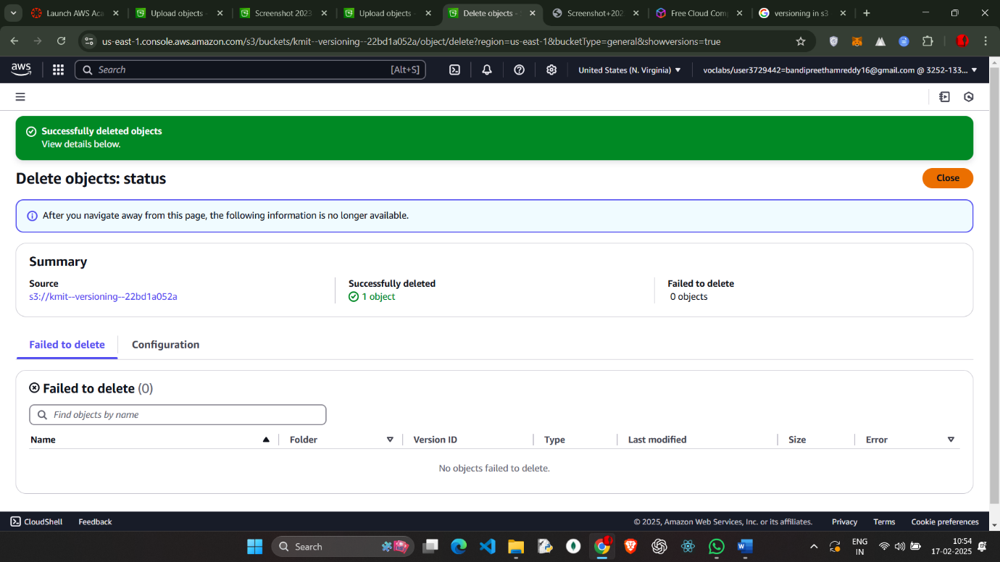 Launch AWS Aca
Upload objects -
Screenshot 2023
Upload objects -
Delete objects - S
Screenshot+202
Free Cloud Comp
versioning in s3
us-east-1.console.aws.amazon.com/s3/buckets/kmit--versioning--22bd1a052a/object/delete?region=us-east-1&bucketType=general&showversions=true
aws
Search
[Alt+S]
United States (N. Virginia)
voclabs/user3729442=bandipreethamreddy16@gmail.com @ 3252-133...
Successfully deleted objects
View details below.
Delete objects: status
Close
After you navigate away from this page, the following information is no longer available.
Summary
Source
s3://kmit--versioning--22bd1a052a
Successfully deleted
1 object
Failed to delete
0 objects
Failed to delete
Configuration
Failed to delete (0)
Find objects by name
Name
Folder
Version ID
Type
Last modified
Size
Error
No objects failed to delete.
CloudShell
Feedback
© 2025, Amazon Web Services, Inc. or its affiliates.
Privacy
Terms
Cookie preferences
Search
ENG
IN
10:54
17-02-2025